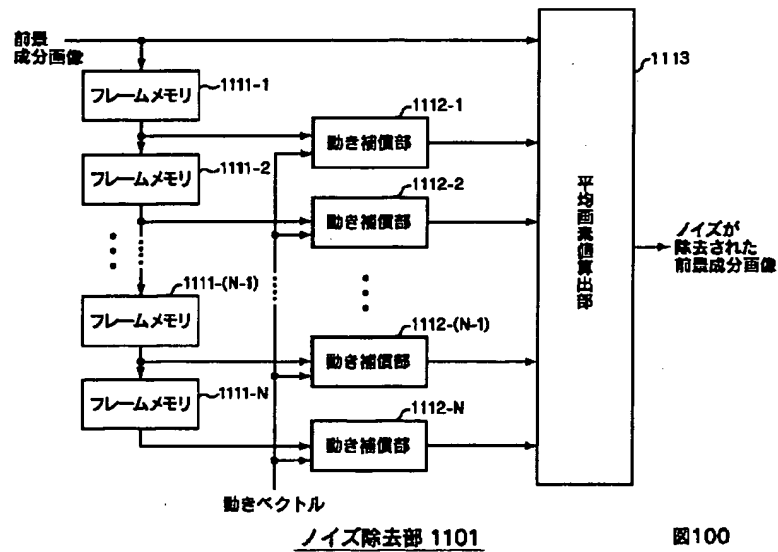 前景
成分画像
フレームメモリ
1111-1
フレームメモリ
1111-2
フレームメモリ
1111-(N-1)
フレームメモリ
1111-N
動き補償部
1112-1
動き補償部
1112-2
動き補償部
1112-(N-1)
動き補償部
1112-N
動きベクトル
平均画素値算出部
1113
ノイズが
除去された
前景成分画像
ノイズ除去部 1101
図100